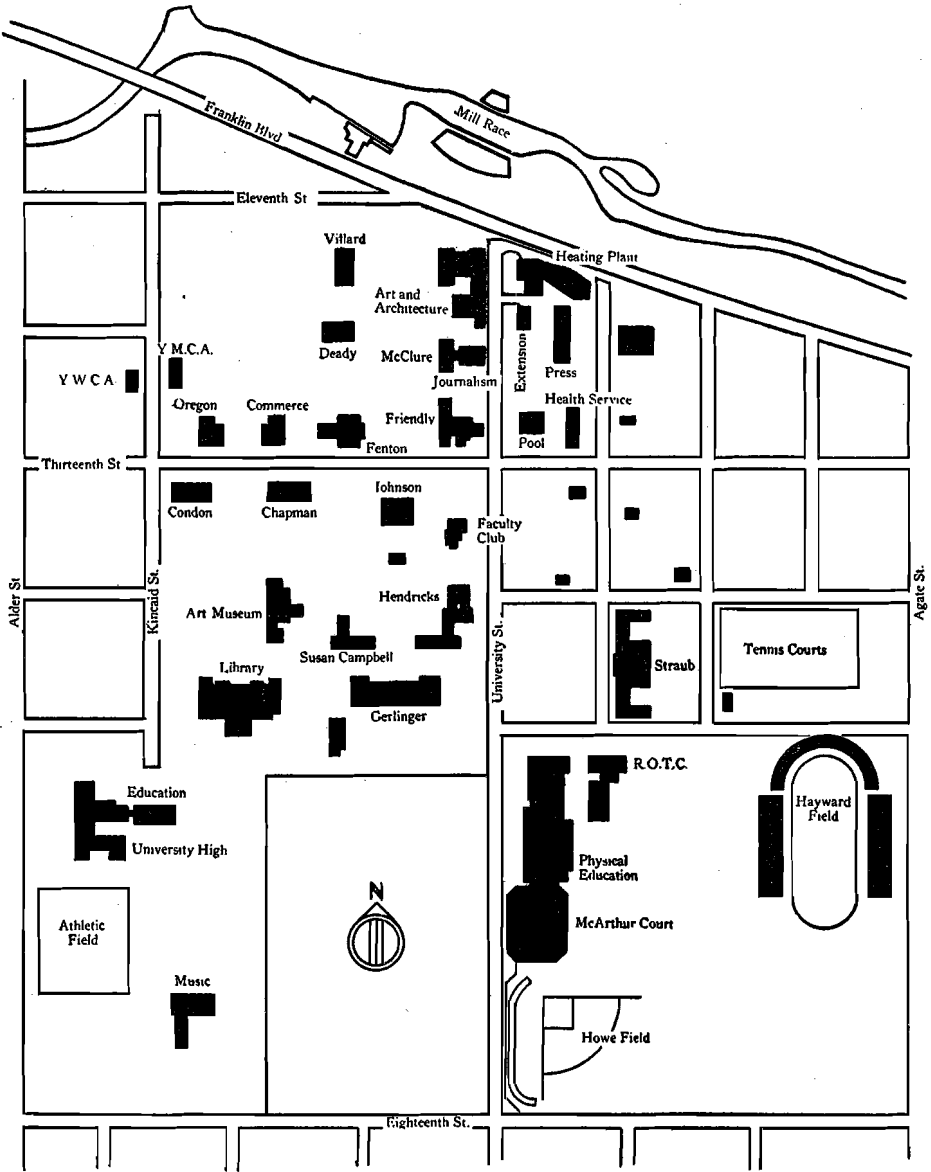 Franklin Blvd
Mill Race
Eleventh St
Villard
Heating Plant
Art and
Architecture
Deady
Y M.C.A.
McClure
Extension
Press
Y W C A
Journalism
Health Service
Oregon
Commerce
Friendly
Fenton
Pool
Thirteenth St
Condon
Chapman
Johnson
Faculty
Club
Alder St
Kincaid St.
Art Museum
Hendricks
University St.
Agate St.
Susan Campbell
Straub
Tennis Courts
Library
Gerlinger
R.O.T.C.
Education
Hayward
Field
University High
Physical
Education
N
Athletic
Field
McArthur Court
Music
Howe Field
Eighteenth St.